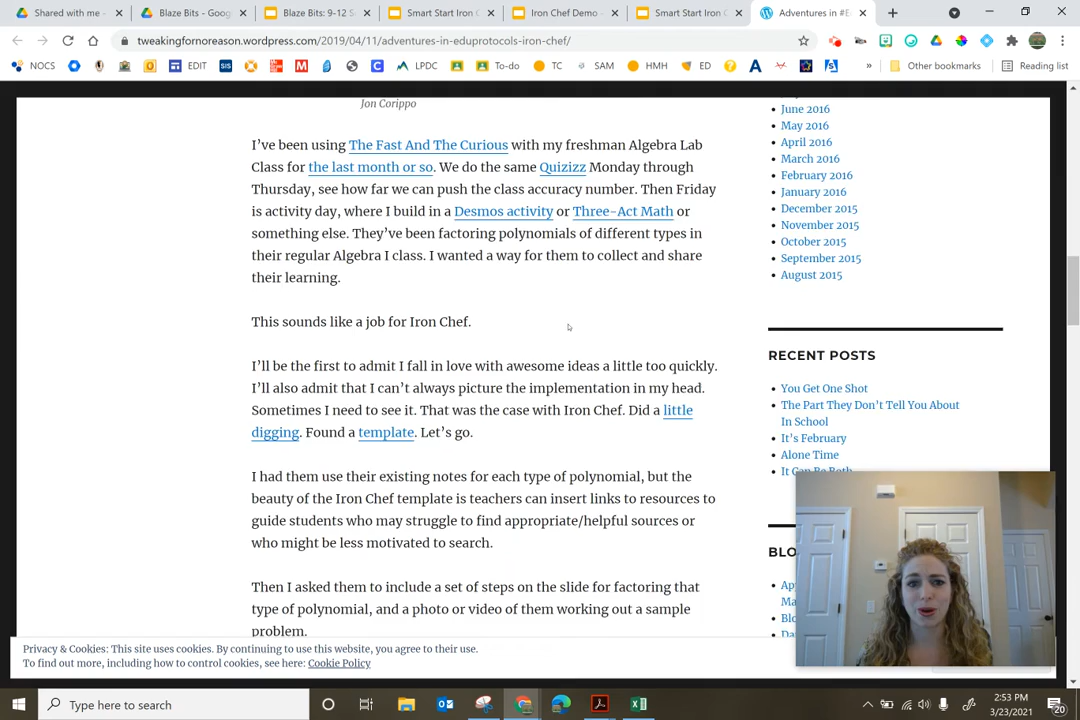 Shared with me -
Blaze Bits - Goog
Blaze Bits: 9-12 S
Smart Start Iron C
Iron Chef Demo -
Smart Start Iron C
Adventures in #E
tweakingfornoreason.wordpress.com/2019/04/11/adventures-in-eduprotocols-iron-chef/
NOCS
EDIT
LPDC
To-do
TC
SAM
HMH
ED
»
Other bookmarks
Reading list
Jon Corippo
I've been using The Fast And The Curious with my freshman Algebra Lab
Class for the last month or so. We do the same Quizizz Monday through
Thursday, see how far we can push the class accuracy number. Then Friday
is activity day, where I build in a Desmos activity or Three-Act Math or
something else. They've been factoring polynomials of different types in
their regular Algebra I class. I wanted a way for them to collect and share
their learning.
This sounds like a job for Iron Chef.
I'll be the first to admit I fall in love with awesome ideas a little too quickly.
I'll also admit that I can't always picture the implementation in my head.
Sometimes I need to see it. That was the case with Iron Chef. Did a little
digging. Found a template. Let's go.
I had them use their existing notes for each type of polynomial, but the
beauty of the Iron Chef template is teachers can insert links to resources to
guide students who may struggle to find appropriate/helpful sources or
who might be less motivated to search.
Then I asked them to include a set of steps on the slide for factoring that
type of polynomial, and a photo or video of them working out a sample
problem.
June 2016
May 2016
April 2016
March 2016
February 2016
January 2016
December 2015
November 2015
October 2015
September 2015
August 2015
RECENT POSTS
You Get One Shot
The Part They Don't Tell You About
In School
It's February
Alone Time
It Can Be Both
BLO
Ap
Ma
Blo
Da
Privacy & Cookies: This site uses cookies. By continuing to use this website, you agree to their use.
To find out more, including how to control cookies, see here: Cookie Policy
Type here to search
2:53 PM
3/23/2021
20